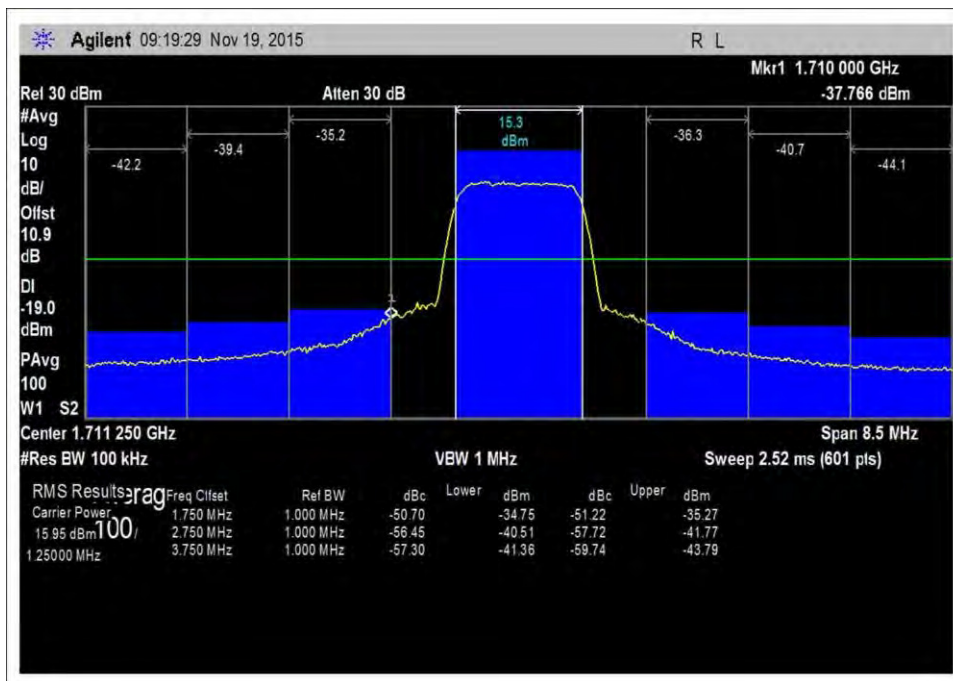 Agilent 09:19:29 Nov 19, 2015 R L
Mkr1 1.710 000 GHz
Rel 30 dBm Atten 30 dB -37.766 dBm
#Avg
Log
10
dB/
Offst
10.9
dB
DI
-19.0
dBm
PAvg
100
W1 S2
-42.2 -39.4 -35.2 15.3 dBm -36.3 -40.7 -44.1
1
Center 1.711 250 GHz Span 8.5 MHz
#Res BW 100 kHz VBW 1 MHz Sweep 2.52 ms (601 pts)
RMS Results Freq Offset Ref BW dBc Lower dBm dBc Upper dBm
Carrier Power 1.750 MHz 1.000 MHz -50.70 -34.75 -51.22 -35.27
15.95 dBm 100/ 2.750 MHz 1.000 MHz -56.45 -40.51 -57.72 -41.77
1.25000 MHz 3.750 MHz 1.000 MHz -57.30 -41.36 -59.74 -43.79